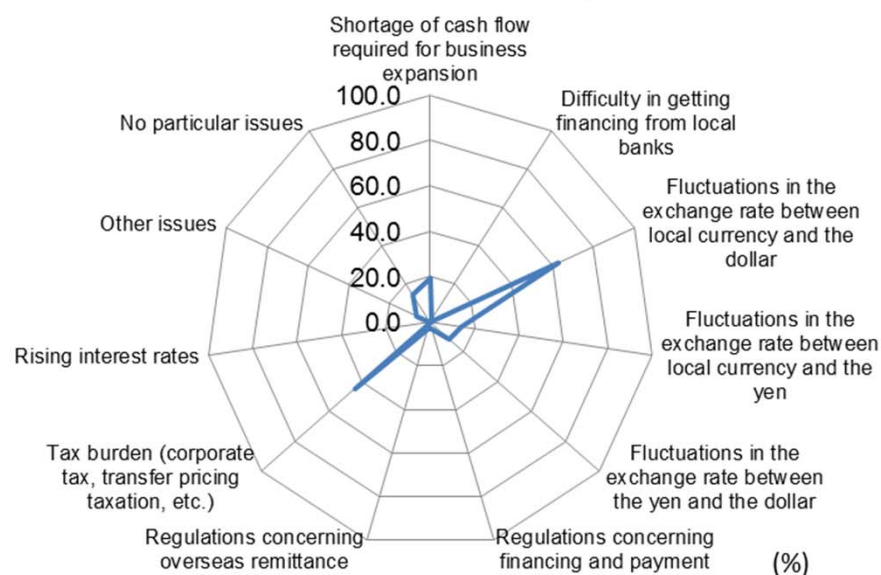 Shortage of cash flow
required for business
expansion
Difficulty in getting
financing from local
banks
Fluctuations in the
exchange rate between
local currency and the
dollar
Fluctuations in the
exchange rate between
local currency and the
yen
Fluctuations in the
exchange rate between
the yen and the dollar
Regulations concerning
financing and payment
Regulations concerning
overseas remittance
Tax burden (corporate
tax, transfer pricing
taxation, etc.)
Rising interest rates
Other issues
No particular issues
100.0
80.0
60.0
40.0
20.0
0.0
(%)